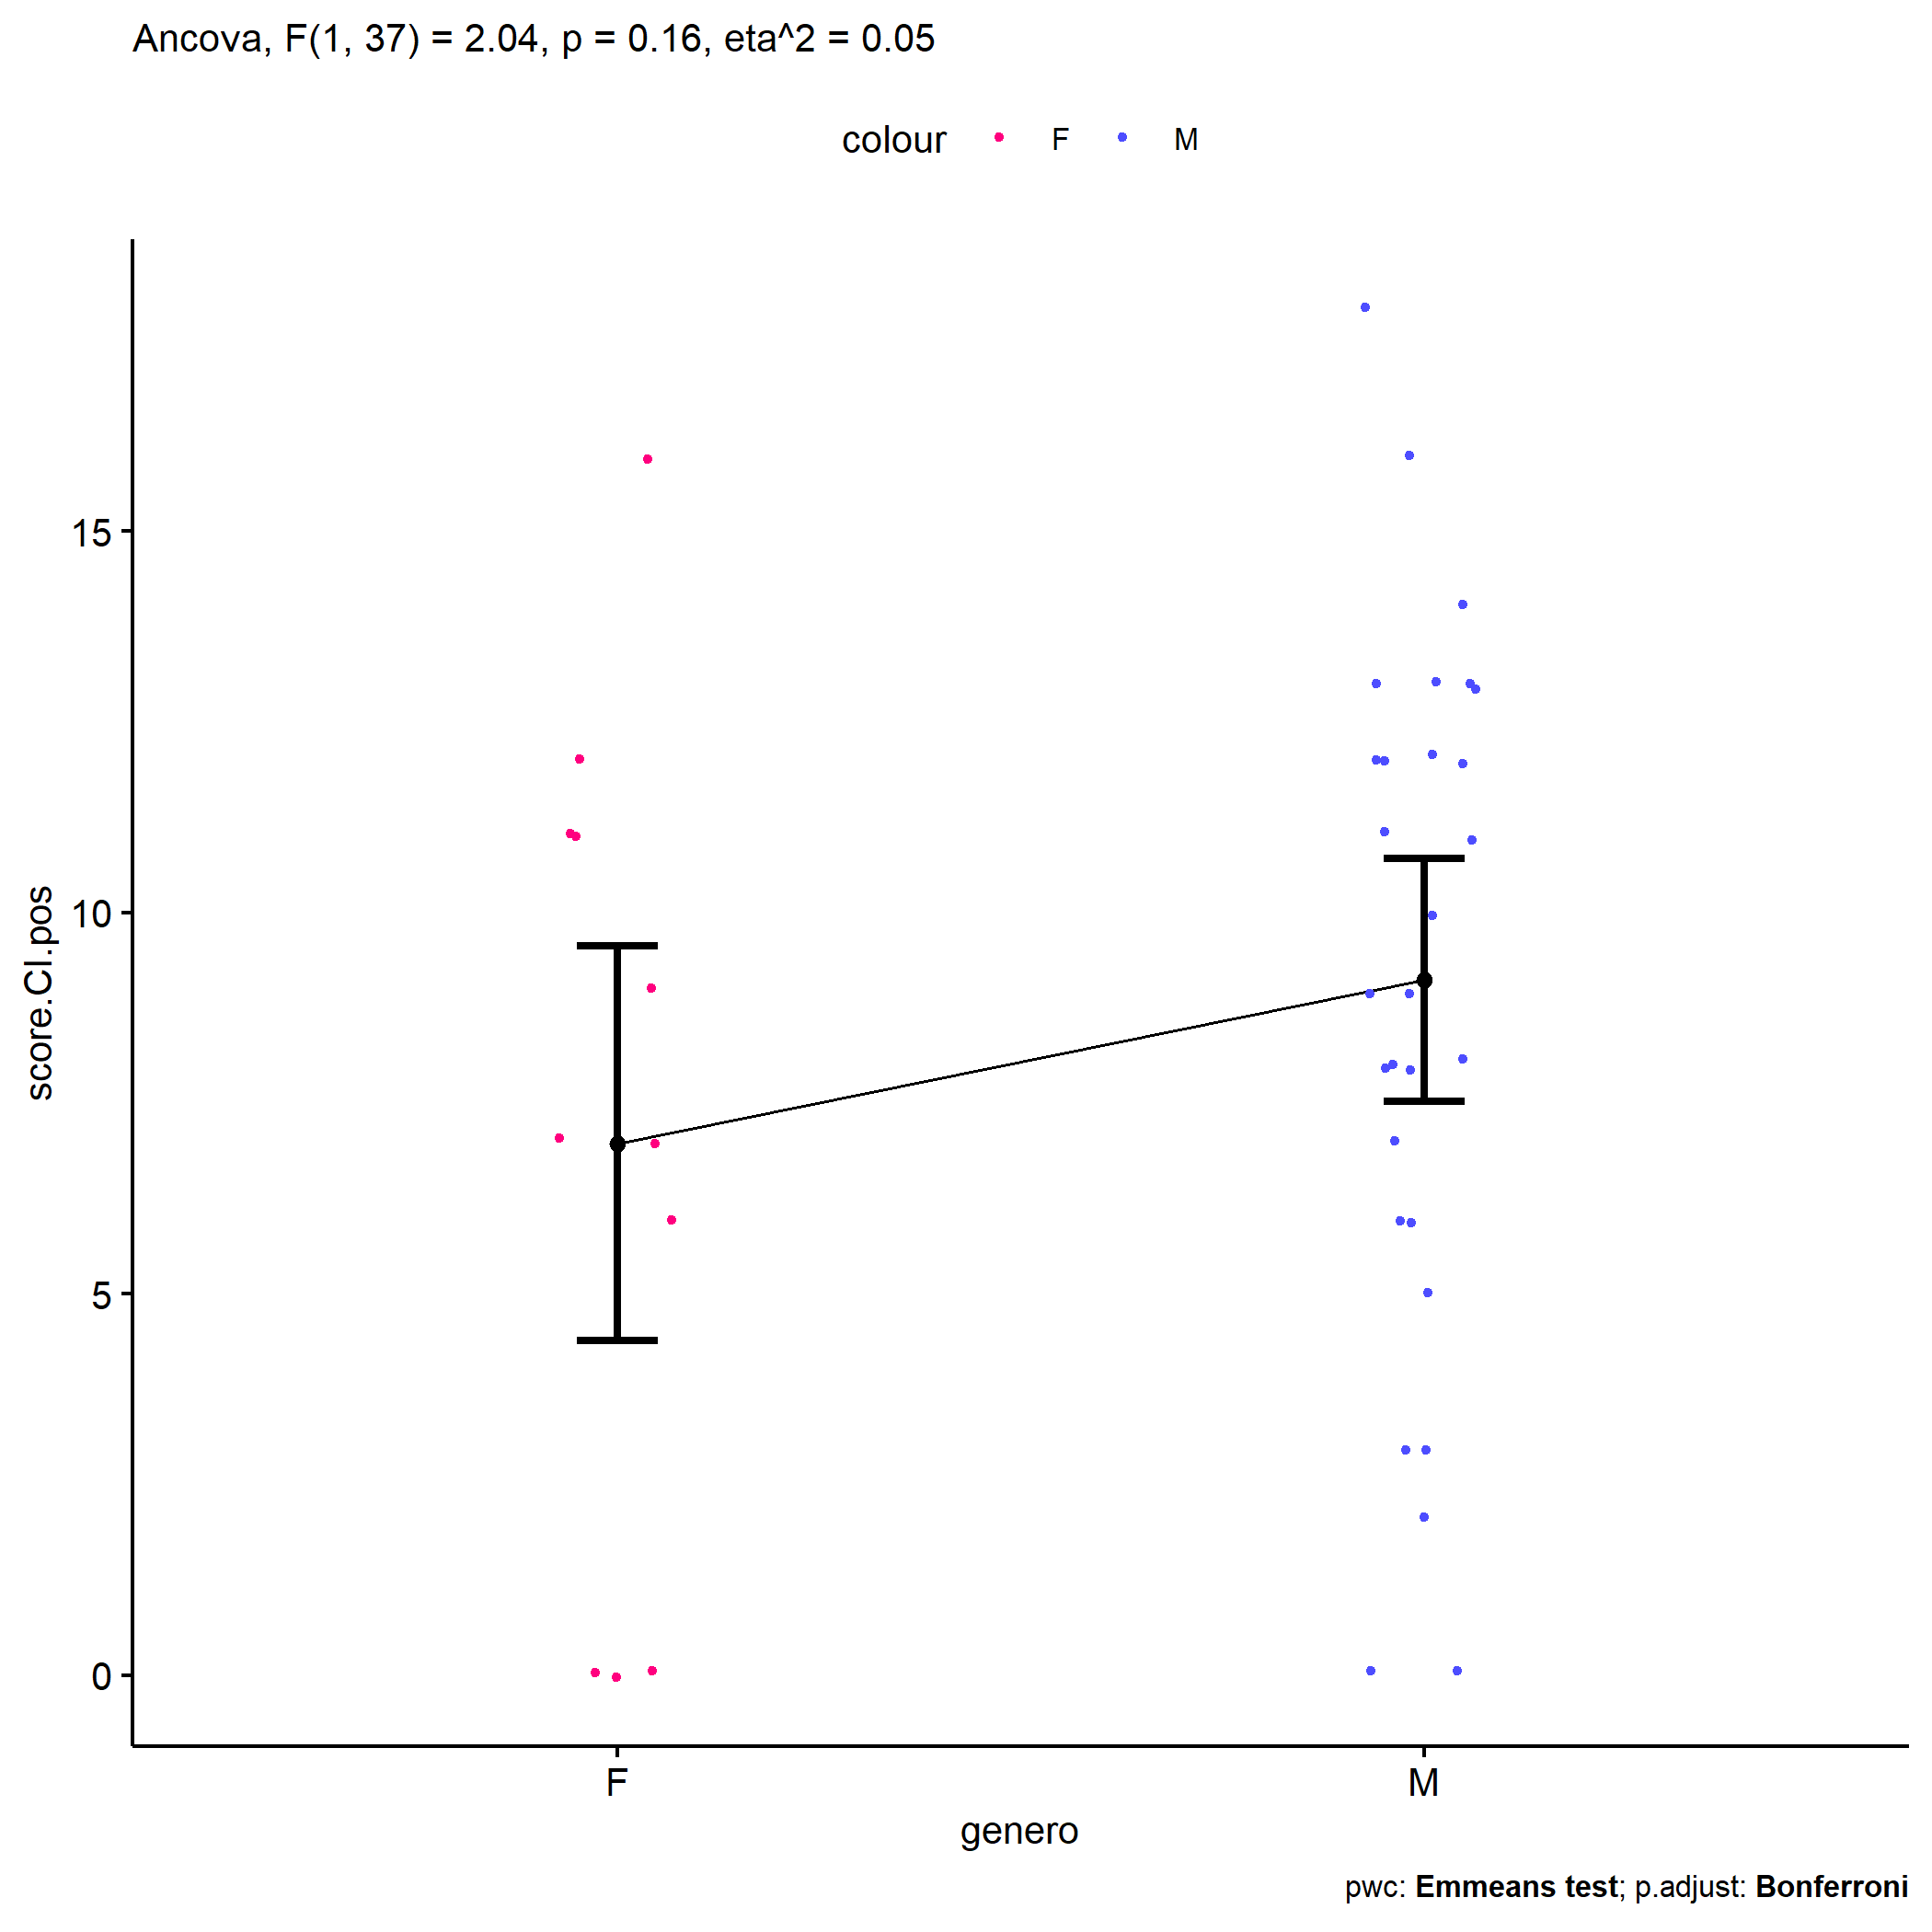 Ancova, F(1, 37) = 2.04, p = 0.16, eta^2 = 0.05
colour F M
score.CI.pos
15
10
5
0
F M
genero
pwc: Emmeans test; p.adjust: Bonferroni